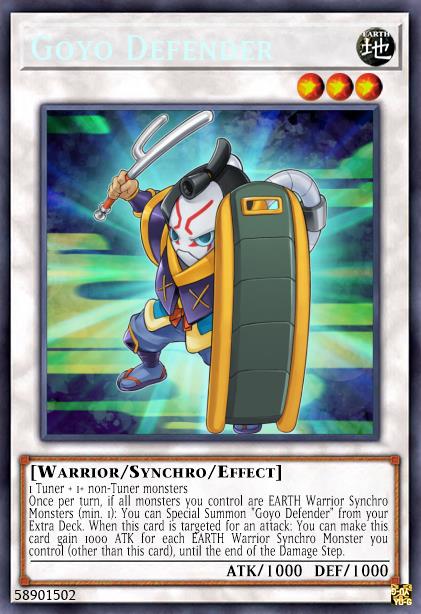 Goyo Defender
EARTH
地
[Warrior/Synchro/Effect]
1 Tuner + 1+ non-Tuner monsters
Once per turn, if all monsters you control are EARTH Warrior Synchro
Monsters (min. 1): You can Special Summon "Goyo Defender" from your
Extra Deck. When this card is targeted for an attack: You can make this
card gain 1000 ATK for each EARTH Warrior Synchro Monster you
control (other than this card), until the end of the Damage Step.
ATK/1000 DEF/1000
58901502